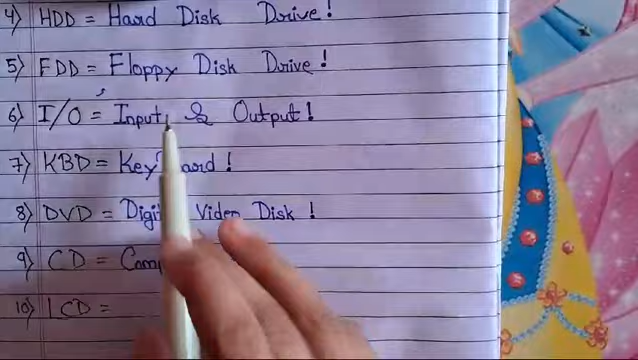 4) HDD = Hard Disk Drive!
5) FDD = Floppy Disk Drive!
6) I/O = Input & Output!
7) KBD = Key ard!
8) DVD = Digi Video Disk!
9) CD = Com
10) LCD =